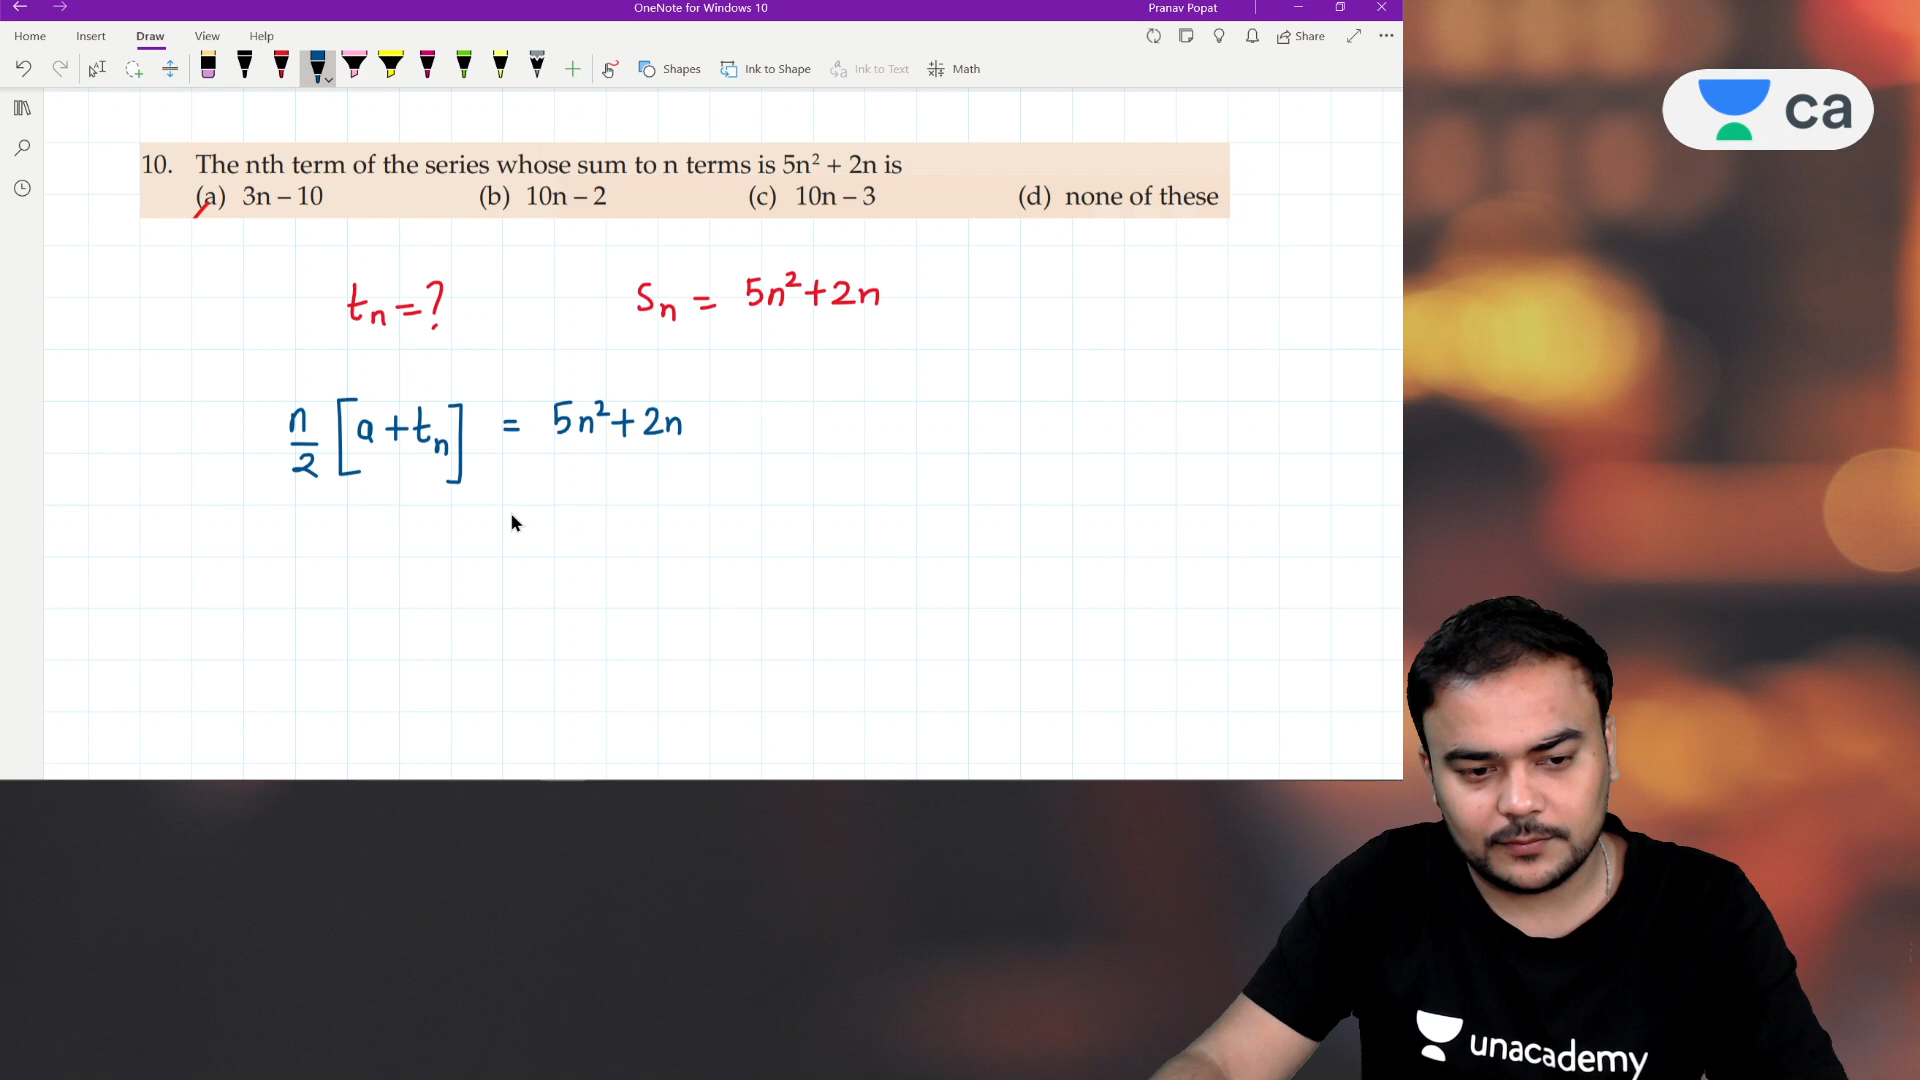 OneNote for Windows 10
Pranav Popat
Home Insert Draw View Help
Share
Shapes Ink to Shape Ink to Text Math
ca
10. The nth term of the series whose sum to n terms is 5n² + 2n is
(a) 3n – 10 (b) 10n – 2 (c) 10n – 3 (d) none of these
tₙ = ? Sₙ = 5n² + 2n
n/2 [a + tₙ] = 5n² + 2n
unacademy